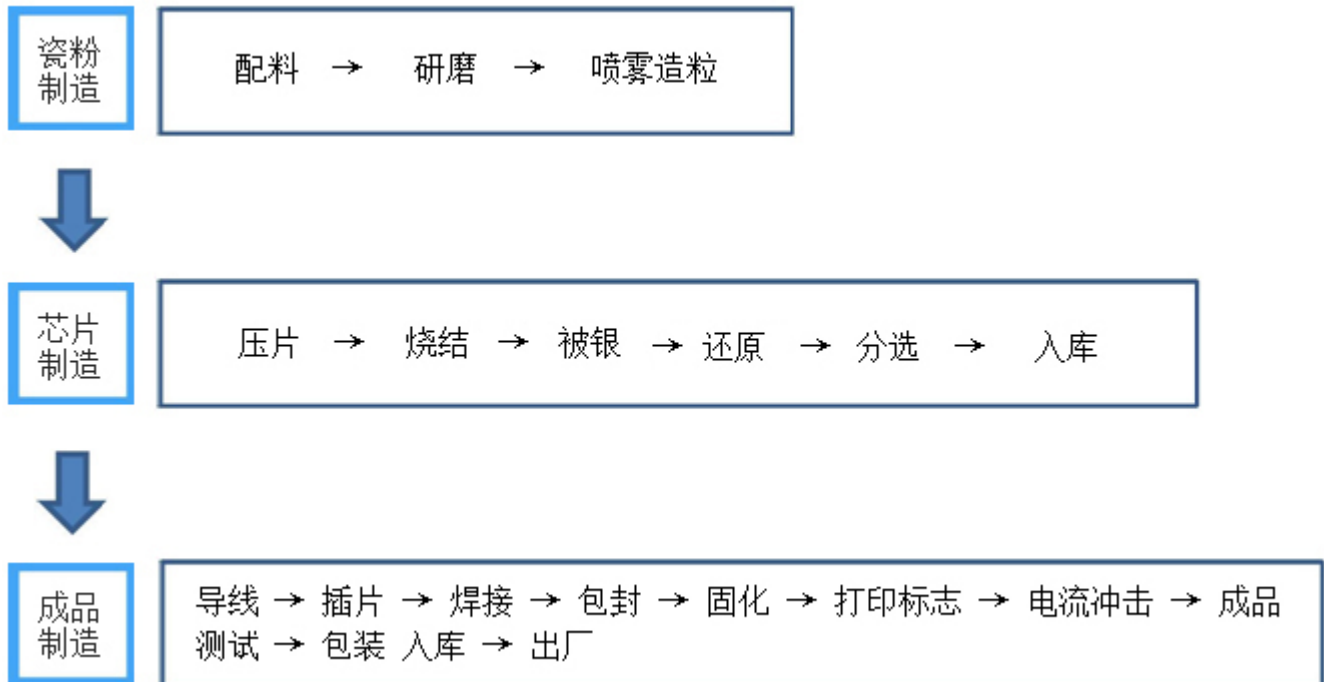 瓷粉
制造
配料 → 研磨 → 喷雾造粒
芯片
制造
压片 → 烧结 → 被银 → 还原 → 分选 → 入库
成品
制造
导线 → 插片 → 焊接 → 包封 → 固化 → 打印标志 → 电流冲击 → 成品
测试 → 包装 入库 → 出厂